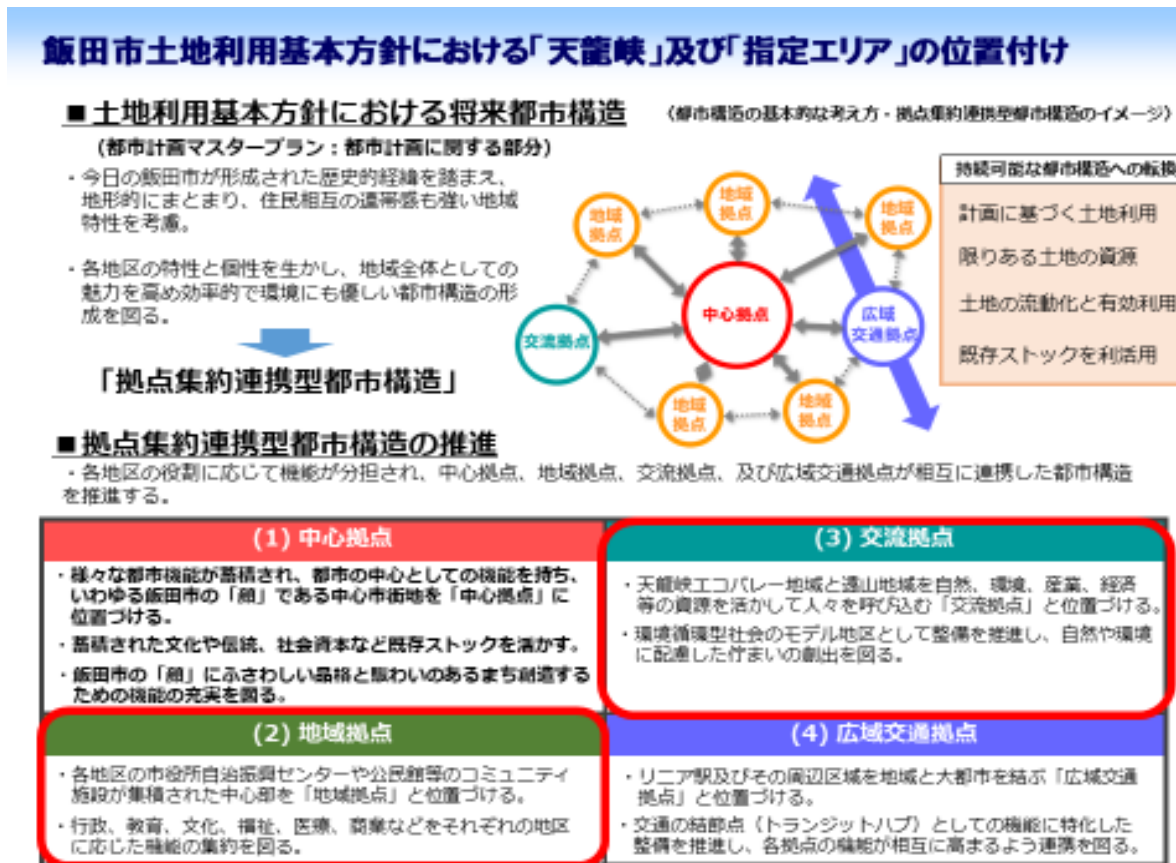 飯田市土地利用基本方針における「天龍峡」及び「指定エリア」の位置付け
■土地利用基本方針における将来都市構造
(都市計画マスタープラン：都市計画に関する部分)
・今日の飯田市が形成された歴史的経緯を踏まえ、
地形的にまとまり、住民相互の連帯感も強い地域
特性を考慮。
・各地区の特性と個性を生かし、地域全体としての
魅力を高め効率的で環境にも優しい都市構造の形
成を図る。
「拠点集約連携型都市構造」
（都市構造の基本的な考え方・拠点集約連携型都市構造のイメージ）
地域
拠点
地域
拠点
地域
拠点
中心拠点
広域
交通拠点
交流拠点
地域
拠点
地域
拠点
持続可能な都市構造への転換
計画に基づく土地利用
限りある土地の資源
土地の流動化と有効利用
既存ストックを利活用
■拠点集約連携型都市構造の推進
・各地区の役割に応じて機能が分担され、中心拠点、地域拠点、交流拠点、及び広域交通拠点が相互に連携した都市構造
を推進する。
(1) 中心拠点
・様々な都市機能が蓄積され、都市の中心としての機能を持ち、
いわゆる飯田市の「顔」である中心市街地を「中心拠点」に
位置づける。
・蓄積された文化や伝統、社会資本など既存ストックを活かす。
・飯田市の「顔」にふさわしい品格と賑わいのあるまち創造する
ための機能の充実を図る。
(3) 交流拠点
・天龍峡エコバレー地域と遠山地域を自然、環境、産業、経済
等の資源を活かして人々を呼び込む「交流拠点」と位置づける。
・環境循環型社会のモデル地区として整備を推進し、自然や環境
に配慮した佇まいの創出を図る。
(2) 地域拠点
・各地区の市役所自治振興センターや公民館等のコミュニティ
施設が集積された中心部を「地域拠点」と位置づける。
・行政、教育、文化、福祉、医療、商業などをそれぞれの地区
に応じた機能の集約を図る。
(4) 広域交通拠点
・リニア駅及びその周辺区域を地域と大都市を結ぶ「広域交通
拠点」と位置づける。
・交通の結節点（トランジットハブ）としての機能に特化した
整備を推進し、各拠点の機能が相互に高まるよう連携を図る。